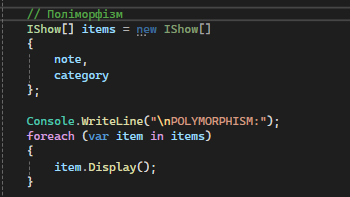 // Поліморфізм
IShow[] items = new IShow[]
{
    note,
    category
};

Console.WriteLine("\nPOLYMORPHISM:");
foreach (var item in items)
{
    item.Display();
}